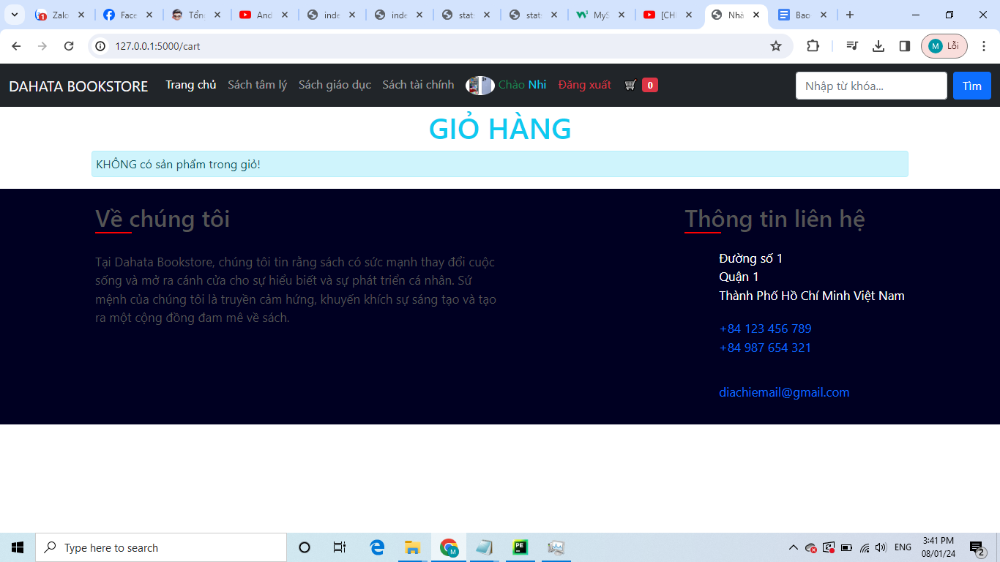 Zalo
Face
Tổn
And
inde
inde
stat
stat
MyS
[CH
Nhà
Bao
127.0.0.1:5000/cart
M
Lỗi
DAHATA BOOKSTORE
Trang chủ
Sách tâm lý
Sách giáo dục
Sách tài chính
Chào Nhi
Đăng xuất
0
Nhập từ khóa...
Tìm
GIỎ HÀNG
KHÔNG có sản phẩm trong giỏ!
Về chúng tôi
Tại Dahata Bookstore, chúng tôi tin rằng sách có sức mạnh thay đổi cuộc
sống và mở ra cánh cửa cho sự hiểu biết và sự phát triển cá nhân. Sứ
mệnh của chúng tôi là truyền cảm hứng, khuyến khích sự sáng tạo và tạo
ra một cộng đồng đam mê về sách.
Thông tin liên hệ
Đường số 1
Quận 1
Thành Phố Hồ Chí Minh Việt Nam
+84 123 456 789
+84 987 654 321
diachiemail@gmail.com
Type here to search
ENG
3:41 PM
08/01/24
2